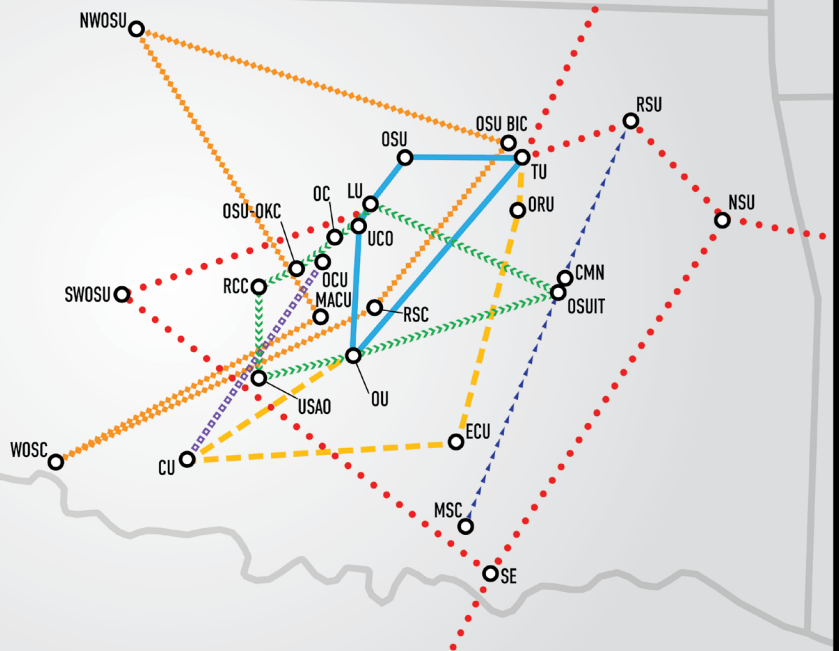 NWOSU
RSU
OSU BIC
OSU
TU
LU
OC
ORU
NSU
OSU-OKC
UCO
OCU
CMN
RCC
SWOSU
MACU
OSUIT
RSC
USAO
OU
ECU
WOSC
CU
MSC
SE